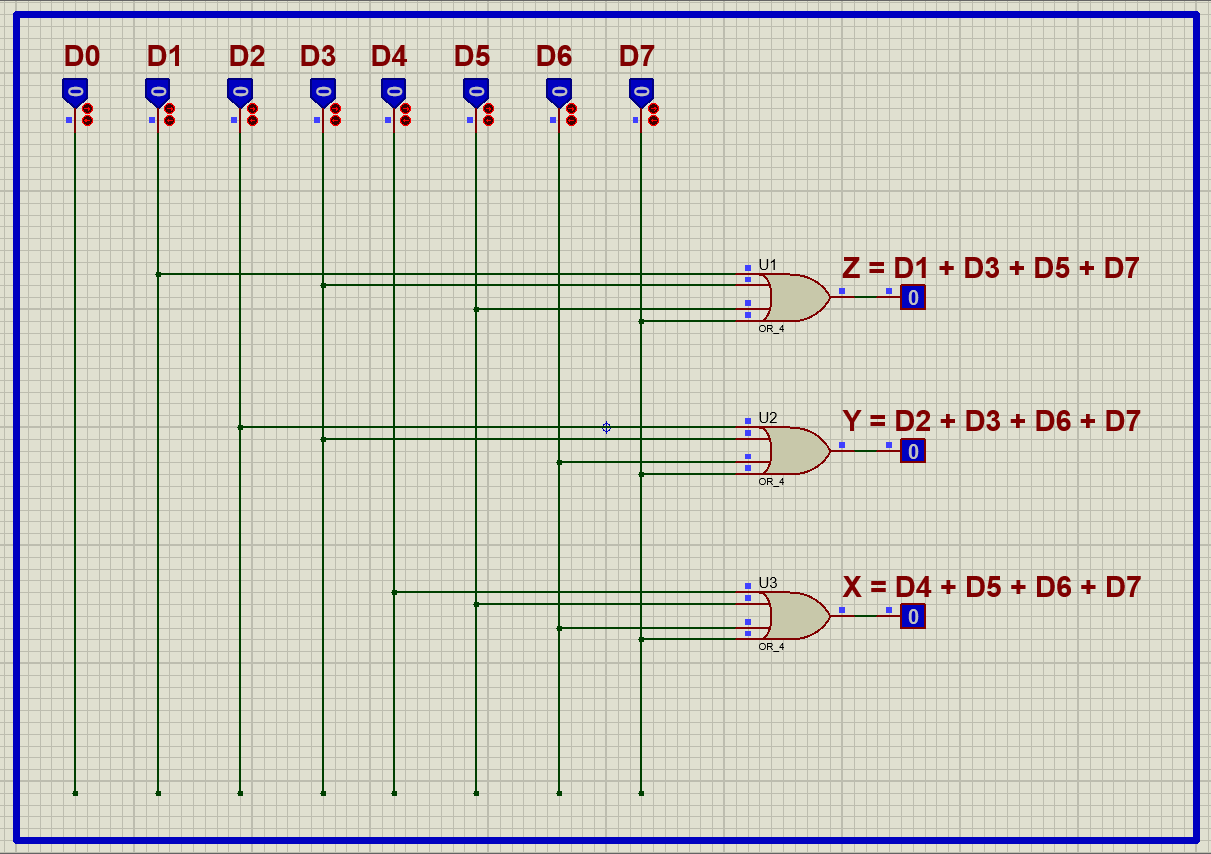 D0 D1 D2 D3 D4 D5 D6 D7
0 0 0 0 0 0 0 0
U1
Z = D1 + D3 + D5 + D7
0
OR_4
U2
Y = D2 + D3 + D6 + D7
0
OR_4
U3
X = D4 + D5 + D6 + D7
0
OR_4